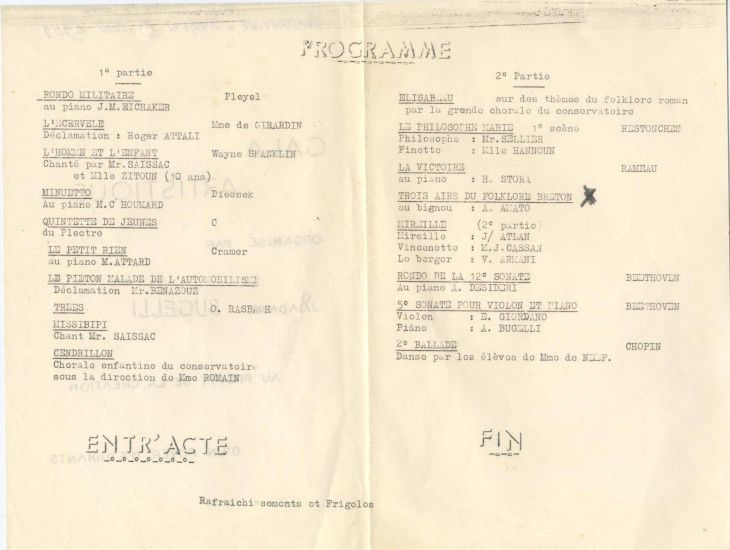 PROGRAMME
1° partie
RONDO MILITAIRE Pleyel
au piano J.M.EICHAKER
L'ECERVELE Mme de GIRARDIN
Déclamation : Roger ATTALI
L'HOMME ET L'ENFANT Wayne SHANKLIN
Chanté par Mr.SAISSAC
et Mlle ZITOUN (10 ans)
MINUETTO Diessek
Au piano M.C HOUMARD
QUINTETTE DE JEUNES C
du Plectre
LE PETIT RIEN Cramer
au piano M.ATTARD
LE PIETON MALADE DE L'AUTOMOBILISME
Déclamation Mr.BENAZOUZ
TREES O. RASBACH
MISSIBIPI
Chant Mr. SAISSAC
CENDRILLON
Chorale enfantine du conservatoire
sous la direction de Mme ROMAIN
ENTR'ACTE
Rafraichissements et Frigolos
2° Partie
ELISABEAU sur des thèmes du folklore roman
par la grande chorale du conservatoire
LE PHILOSOPHE MARIE 1° scène RESTONCHES
Philosophe : Mr.SELLIER
Finette : Mlle HANNOUN
LA VICTOIRE RAMEAU
au piano : H. STORA
TROIS AIRE DU FOLKLORE BRETON
au bignou : A. AMATO
MIREILLE (2° partie)
Mireille : J/ ATLAN
Vinconette : M.J.CASSAN
Le berger : V. ARMANI
RONDO DE LA 12° SONATE BEETHOVEN
Au piano A. DESIDERI
5° SONATE POUR VIOLON ET PIANO BEETHOVEN
Violon : E. GIORDANO
Piano : A. BUGELLI
2° BALLADE CHOPIN
Danse par les élèves de Mme de NEEF.
FIN